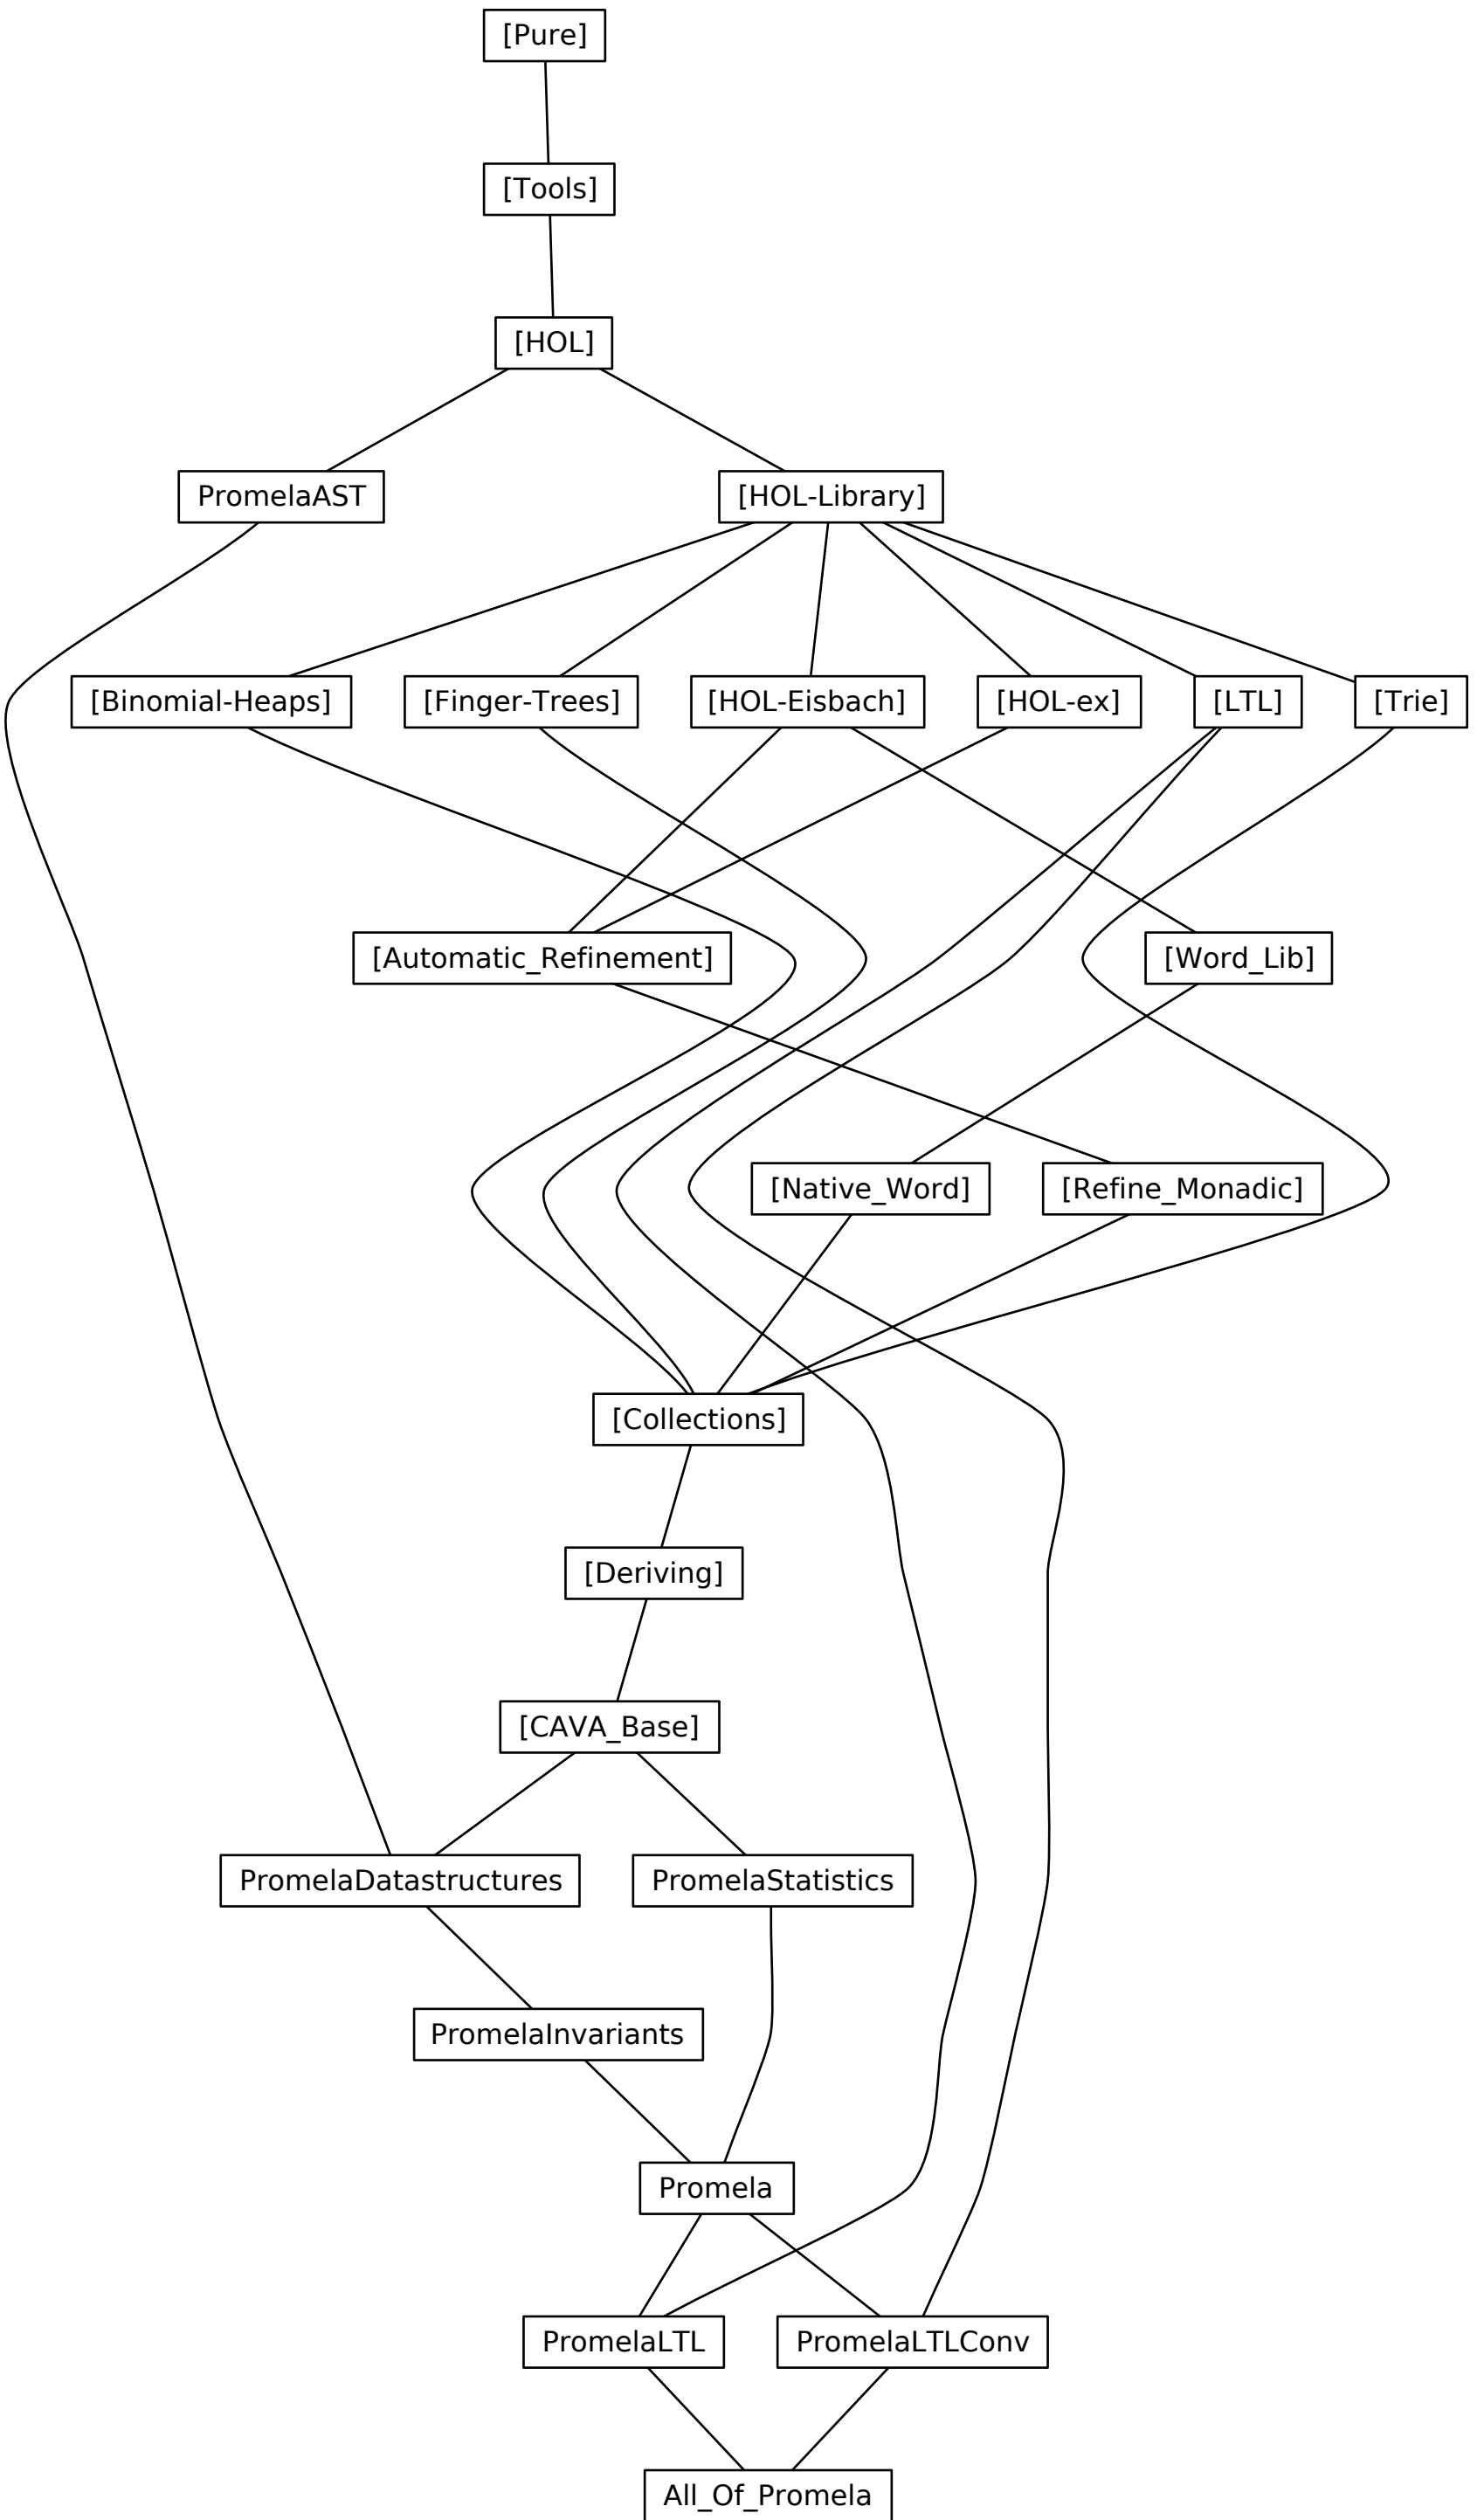 [Pure]
[Tools]
[HOL]
PromelaAST
[HOL-Library]
[Binomial-Heaps]
[Finger-Trees]
[HOL-Eisbach]
[HOL-ex]
[LTL]
[Trie]
[Automatic_Refinement]
[Word_Lib]
[Native_Word]
[Refine_Monadic]
[Collections]
[Deriving]
[CAVA_Base]
PromelaDatastructures
PromelaStatistics
PromelaInvariants
Promela
PromelaLTL
PromelaLTLConv
All_Of_Promela